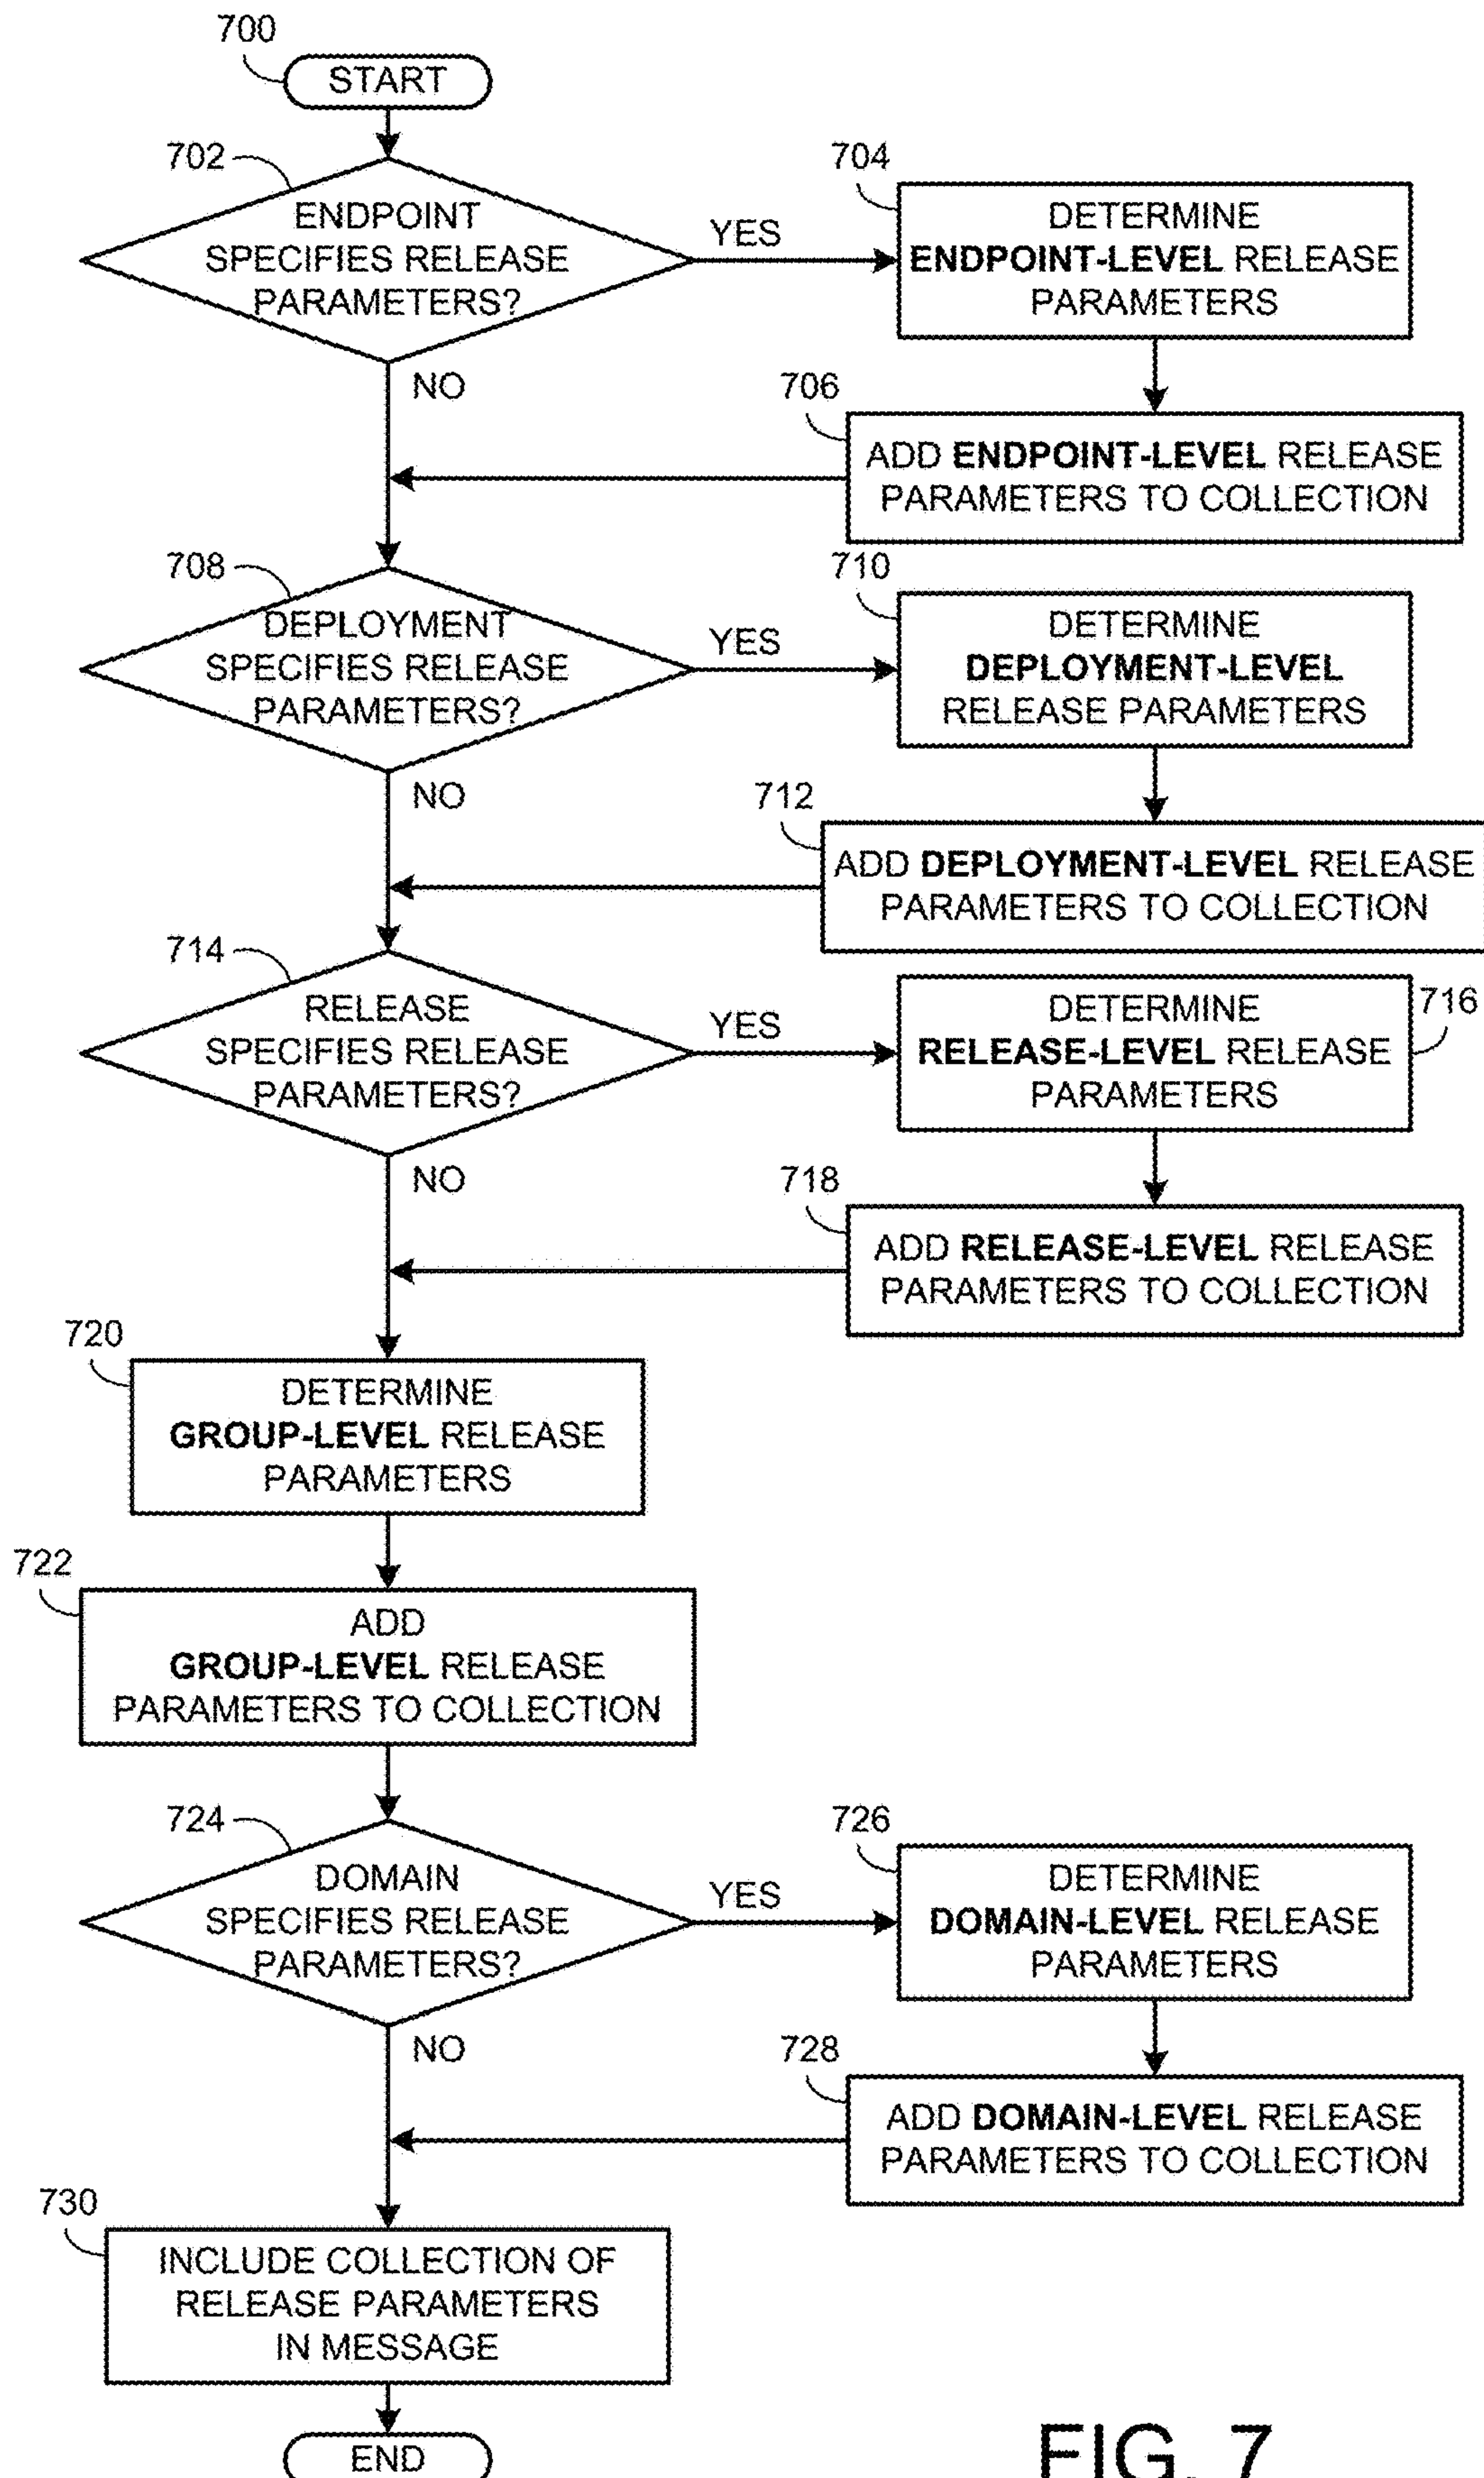 700
START
702
ENDPOINT
SPECIFIES RELEASE
PARAMETERS?
YES
704
DETERMINE
ENDPOINT-LEVEL RELEASE
PARAMETERS
NO
706
ADD ENDPOINT-LEVEL RELEASE
PARAMETERS TO COLLECTION
708
DEPLOYMENT
SPECIFIES RELEASE
PARAMETERS?
YES
710
DETERMINE
DEPLOYMENT-LEVEL
RELEASE PARAMETERS
NO
712
ADD DEPLOYMENT-LEVEL RELEASE
PARAMETERS TO COLLECTION
714
RELEASE
SPECIFIES RELEASE
PARAMETERS?
YES
DETERMINE
RELEASE-LEVEL RELEASE
PARAMETERS
716
NO
718
ADD RELEASE-LEVEL RELEASE
PARAMETERS TO COLLECTION
720
DETERMINE
GROUP-LEVEL RELEASE
PARAMETERS
722
ADD
GROUP-LEVEL RELEASE
PARAMETERS TO COLLECTION
724
DOMAIN
SPECIFIES RELEASE
PARAMETERS?
YES
726
DETERMINE
DOMAIN-LEVEL RELEASE
PARAMETERS
NO
728
ADD DOMAIN-LEVEL RELEASE
PARAMETERS TO COLLECTION
730
INCLUDE COLLECTION OF
RELEASE PARAMETERS
IN MESSAGE
END
FIG. 7